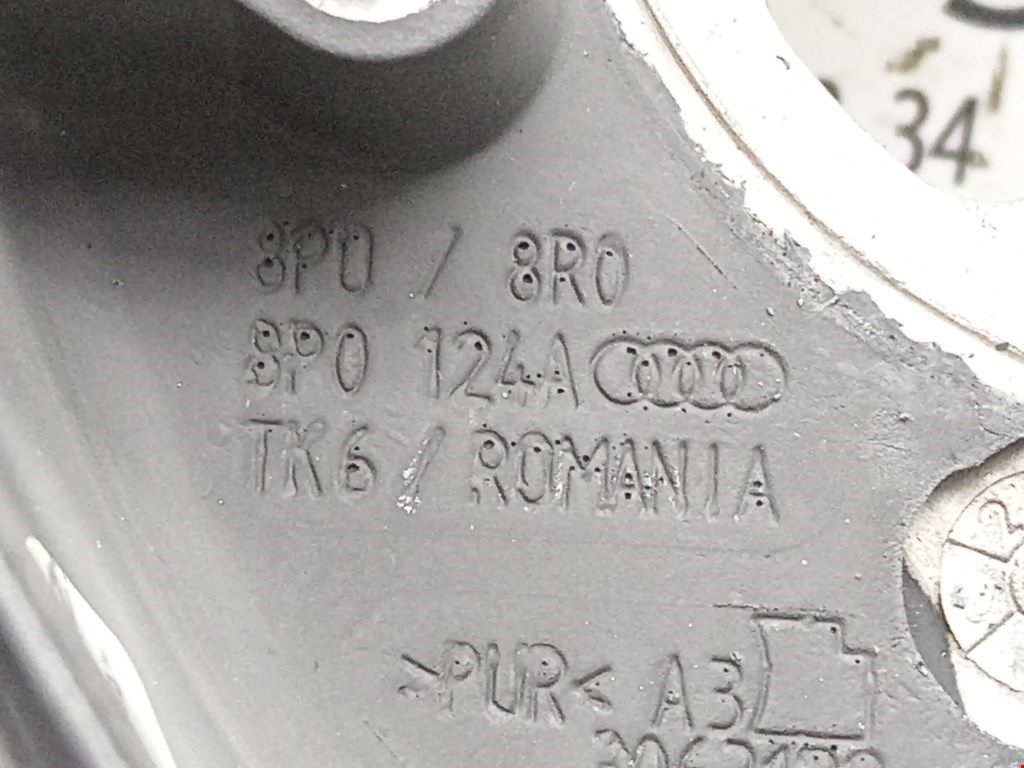 34
8P0 / 8R0
8P0 124A
TK6 / ROMANIA
>PUR< A3